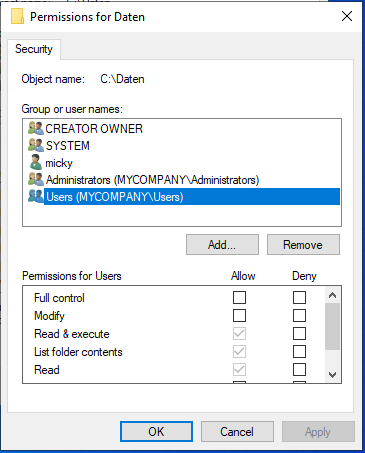 Permissions for Daten
Security
Object name: C:\Daten
Group or user names:
CREATOR OWNER
SYSTEM
micky
Administrators (MYCOMPANY\Administrators)
Users (MYCOMPANY\Users)
Add... Remove
Permissions for Users Allow Deny
Full control
Modify
Read & execute
List folder contents
Read
OK Cancel Apply